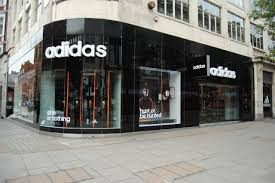 adidas
all in
or nothing
hunt or
be hunted
adidas